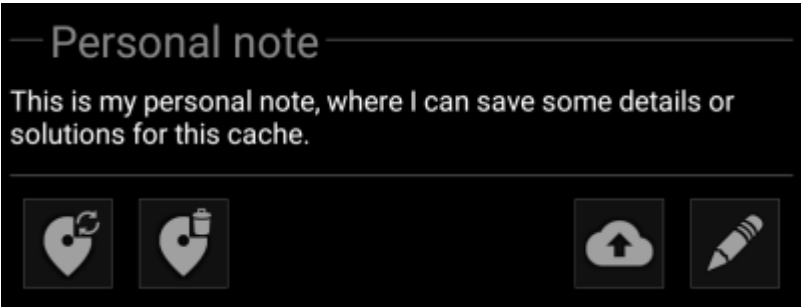 Personal note
This is my personal note, where I can save some details or
solutions for this cache.